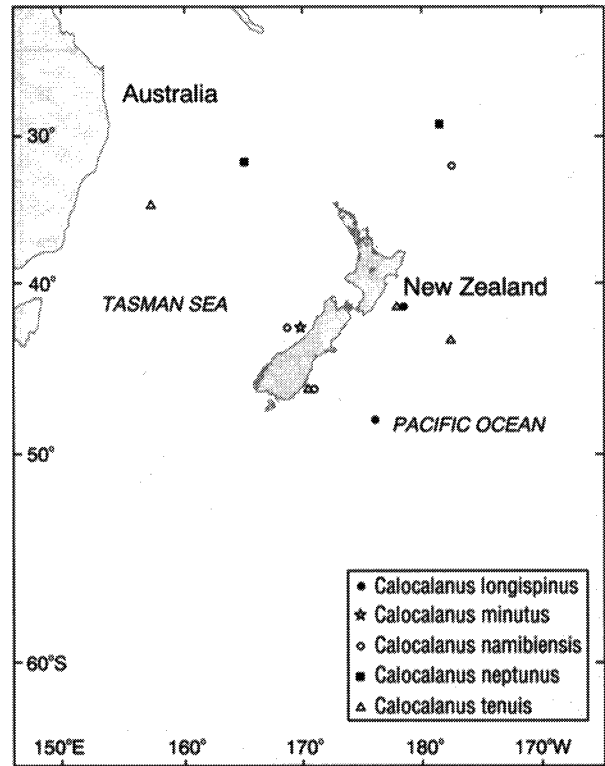 Australia
30°
40°
New Zealand
TASMAN SEA
PACIFIC OCEAN
50°
Calocalanus longispinus
Calocalanus minutus
Calocalanus namibiensis
Calocalanus neptunus
Calocalanus tenuis
60°S
150°E 160° 170° 180° 170°W